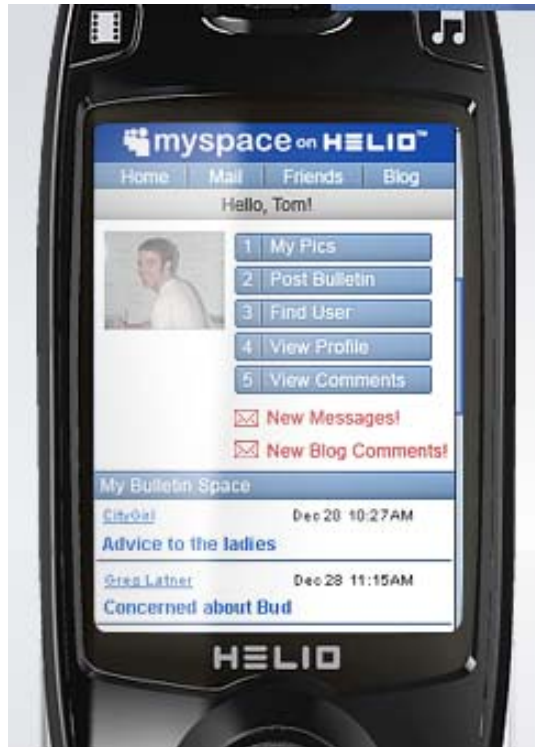 myspace on HELIO™
Home Mail Friends Blog
Hello, Tom!
1 My Pics
2 Post Bulletin
3 Find User
4 View Profile
5 View Comments
New Messages!
New Blog Comments!
My Bulletin Space
CityGirl Dec 28 10:27AM
Advice to the ladies
Greg Latner Dec 28 11:15AM
Concerned about Bud
HELIO